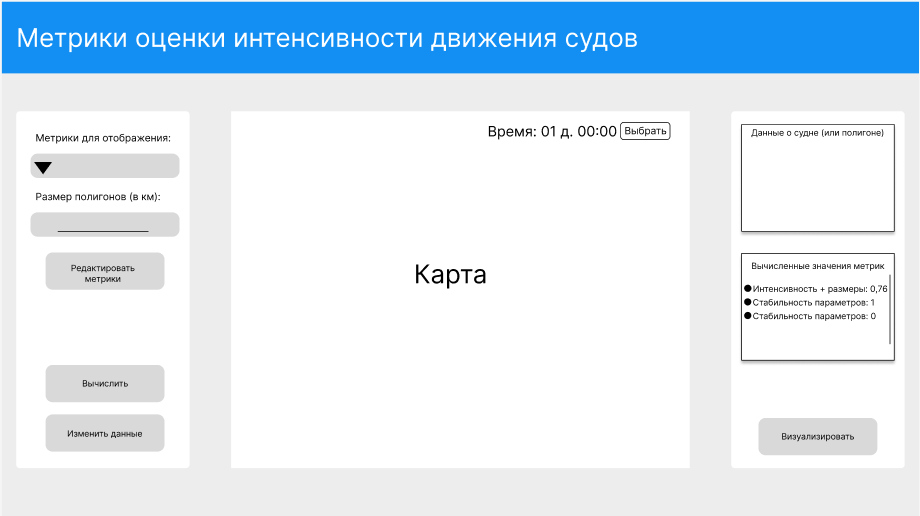 Метрики оценки интенсивности движения судов
Метрики для отображения:
Размер полигонов (в км):
Редактировать
метрики
Вычислить
Изменить данные
Время: 01 д. 00:00 Выбрать
Карта
Данные о судне (или полигоне)
Вычисленные значения метрик
Интенсивность + размеры: 0,76
Стабильность параметров: 1
Стабильность параметров: 0
Визуализировать